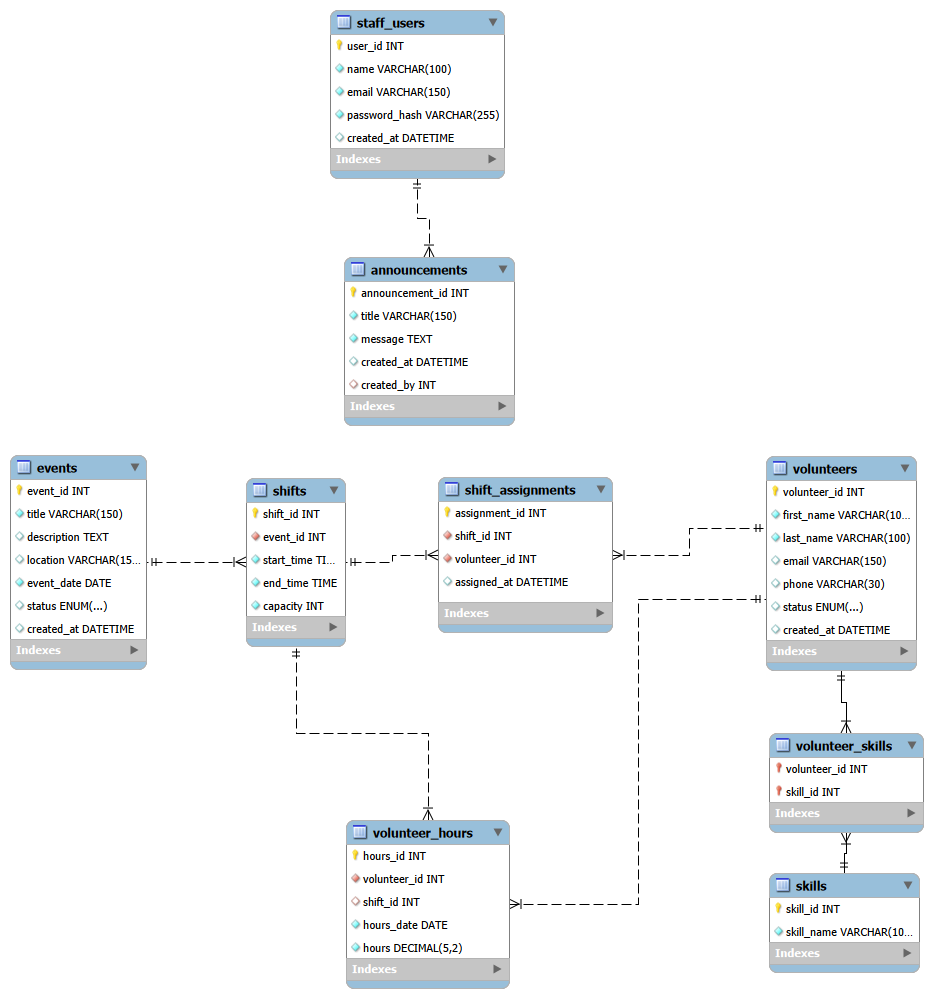 staff_users
user_id INT
name VARCHAR(100)
email VARCHAR(150)
password_hash VARCHAR(255)
created_at DATETIME
Indexes
announcements
announcement_id INT
title VARCHAR(150)
message TEXT
created_at DATETIME
created_by INT
Indexes
events
event_id INT
title VARCHAR(150)
description TEXT
location VARCHAR(15...
event_date DATE
status ENUM(...)
created_at DATETIME
Indexes
shifts
shift_id INT
event_id INT
start_time TI...
end_time TIME
capacity INT
Indexes
shift_assignments
assignment_id INT
shift_id INT
volunteer_id INT
assigned_at DATETIME
Indexes
volunteers
volunteer_id INT
first_name VARCHAR(10...
last_name VARCHAR(100)
email VARCHAR(150)
phone VARCHAR(30)
status ENUM(...)
created_at DATETIME
Indexes
volunteer_skills
volunteer_id INT
skill_id INT
Indexes
volunteer_hours
hours_id INT
volunteer_id INT
shift_id INT
hours_date DATE
hours DECIMAL(5,2)
Indexes
skills
skill_id INT
skill_name VARCHAR(10...
Indexes